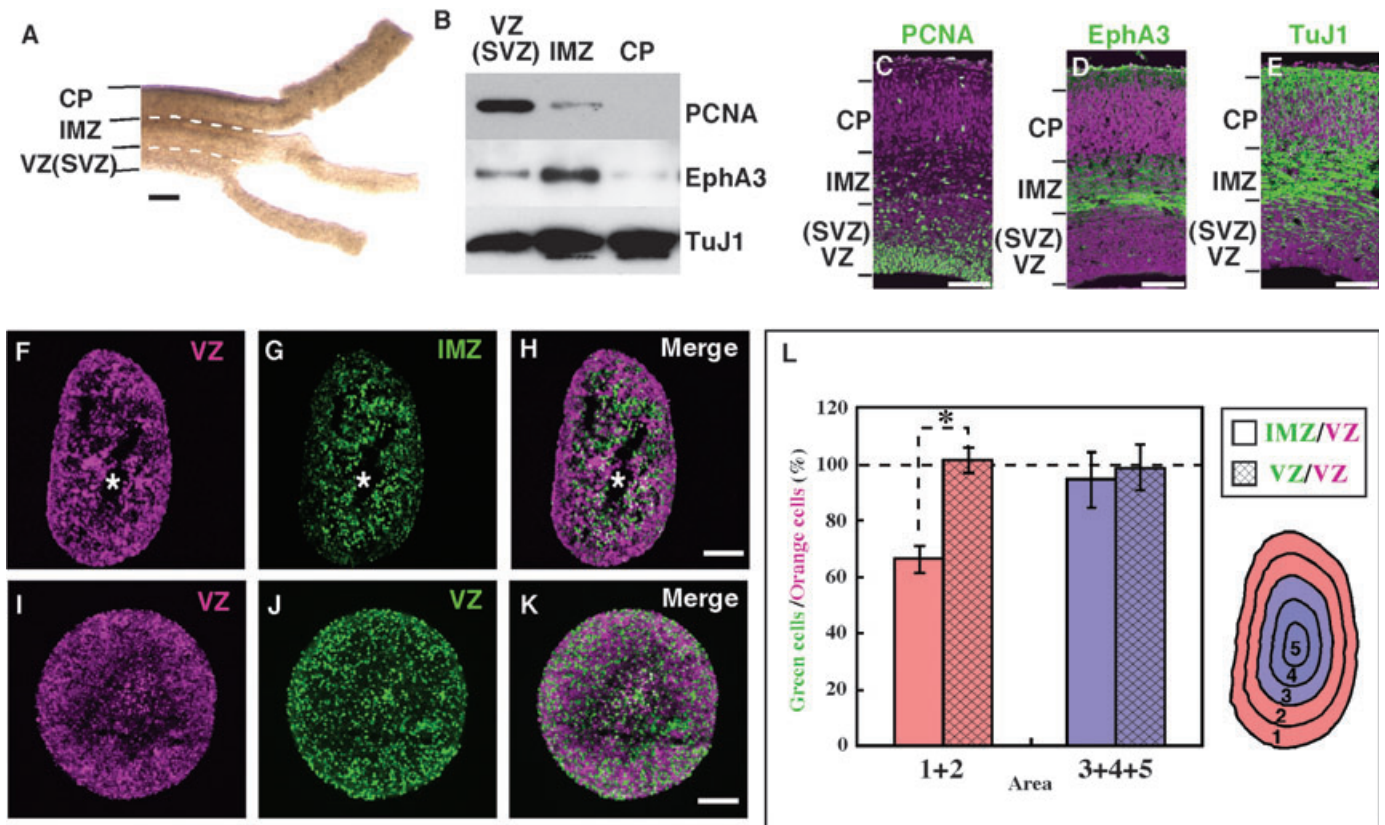 A
CP
IMZ
VZ(SVZ)
B
VZ
(SVZ) IMZ CP
PCNA
EphA3
TuJ1
PCNA
EphA3
TuJ1
C
D
E
CP
IMZ
(SVZ)
VZ
CP
IMZ
(SVZ)
VZ
CP
IMZ
(SVZ)
VZ
F
VZ
*
G
IMZ
*
H
Merge
*
I
VZ
J
VZ
K
Merge
L
Green cells/Orange cells (%)
120
100
80
60
40
20
0
*
1+2
3+4+5
Area
IMZ/VZ
VZ/VZ
5
4
3
2
1